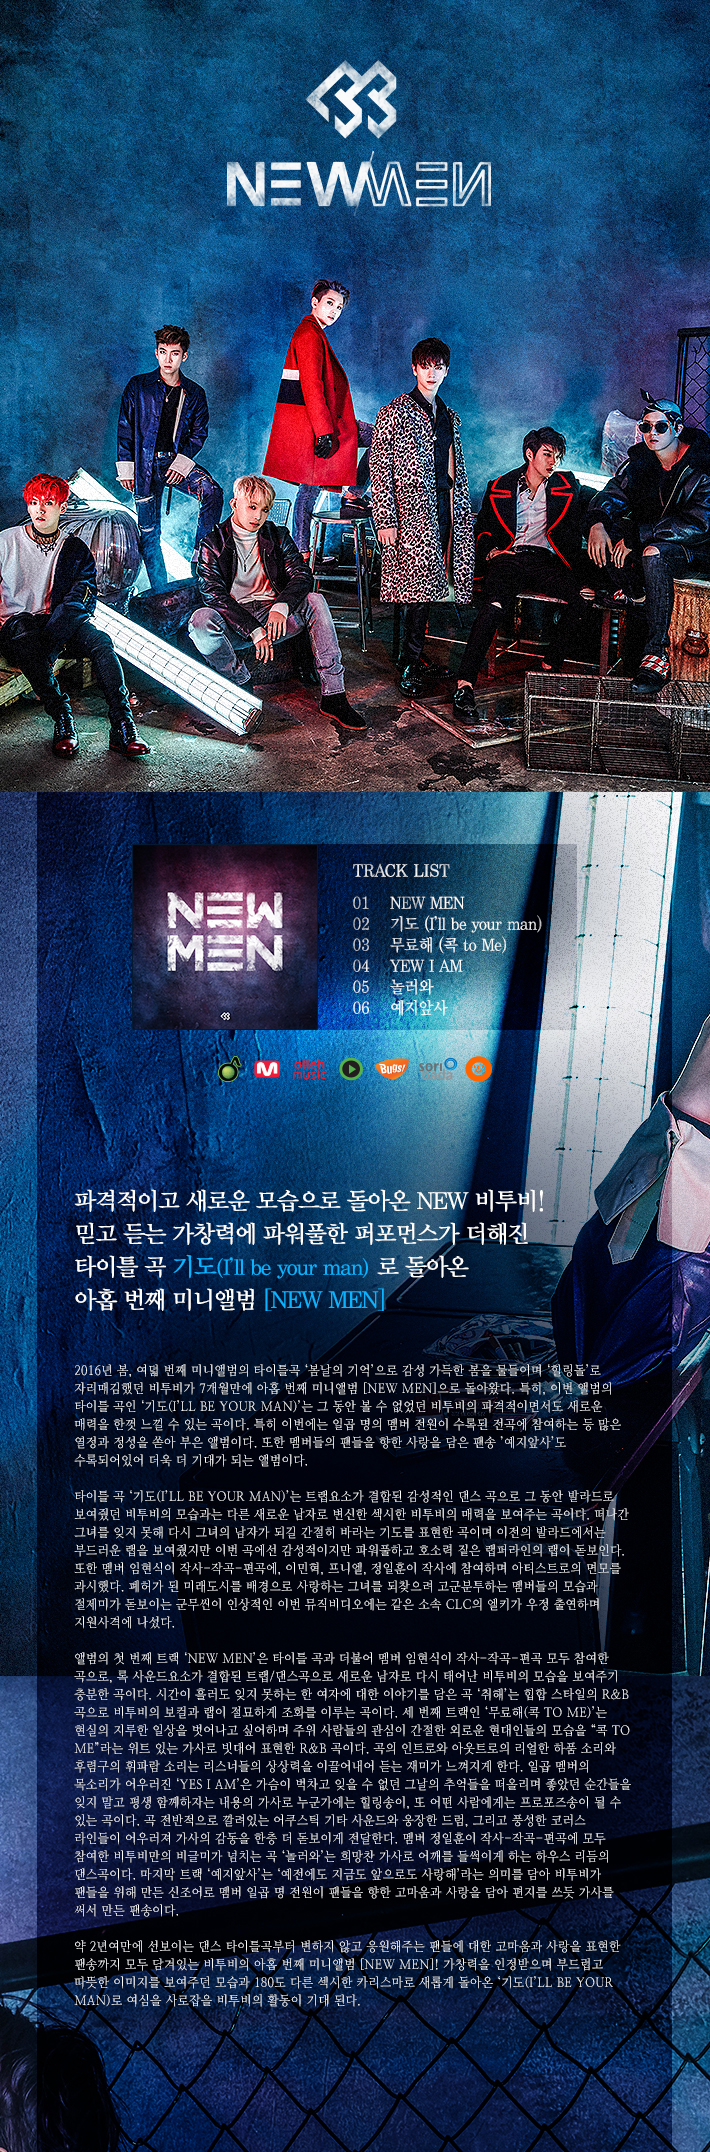 NEW MEN
NEW
MEN
TRACK LIST
01 NEW MEN
02 기도 (I'll be your man)
03 무료해 (콕 to Me)
04 YEW I AM
05 놀러와
06 예지앞사
olleh
music
Bugs!
sori
bada
파격적이고 새로운 모습으로 돌아온 NEW 비투비!
믿고 듣는 가창력에 파워풀한 퍼포먼스가 더해진
타이틀 곡 기도(I'll be your man) 로 돌아온
아홉 번째 미니앨범 [NEW MEN]
2016년 봄, 여덟 번째 미니앨범의 타이틀곡 ‘봄날의 기억’으로 감성 가득한 봄을 물들이며 ‘힐링돌’로
자리매김했던 비투비가 7개월만에 아홉 번째 미니앨범 [NEW MEN]으로 돌아왔다. 특히, 이번 앨범의
타이틀 곡인 ‘기도(I’LL BE YOUR MAN)’는 그 동안 볼 수 없었던 비투비의 파격적이면서도 새로운
매력을 한껏 느낄 수 있는 곡이다. 특히 이번에는 일곱 명의 멤버 전원이 수록된 전곡에 참여하는 등 많은
열정과 정성을 쏟아 부은 앨범이다. 또한 멤버들의 팬들을 향한 사랑을 담은 팬송 ’예지앞사’도
수록되어있어 더욱 더 기대가 되는 앨범이다.
타이틀 곡 ‘기도(I’LL BE YOUR MAN)’는 트랩요소가 결합된 감성적인 댄스 곡으로 그 동안 발라드로
보여줬던 비투비의 모습과는 다른 새로운 남자로 변신한 섹시한 비투비의 매력을 보여주는 곡이다. 떠나간
그녀를 잊지 못해 다시 그녀의 남자가 되길 간절히 바라는 기도를 표현한 곡이며 이전의 발라드에서는
부드러운 랩을 보여줬지만 이번 곡에선 감성적이지만 파워풀하고 호소력 짙은 랩퍼라인의 랩이 돋보인다.
또한 멤버 임현식이 작사-작곡-편곡에, 이민혁, 프니엘, 정일훈이 작사에 참여하며 아티스트로의 면모를
과시했다. 폐허가 된 미래도시를 배경으로 사랑하는 그녀를 되찾으려 고군분투하는 멤버들의 모습과
절제미가 돋보이는 군무씬이 인상적인 이번 뮤직비디오에는 같은 소속 CLC의 엘키가 우정 출연하며
지원사격에 나섰다.
앨범의 첫 번째 트랙 ‘NEW MEN’은 타이틀 곡과 더불어 멤버 임현식이 작사-작곡-편곡 모두 참여한
곡으로, 록 사운드요소가 결합된 트랩/댄스곡으로 새로운 남자로 다시 태어난 비투비의 모습을 보여주기
충분한 곡이다. 시간이 흘러도 잊지 못하는 한 여자에 대한 이야기를 담은 곡 ‘취해’는 힙합 스타일의 R&B
곡으로 비투비의 보컬과 랩이 절묘하게 조화를 이루는 곡이다. 세 번째 트랙인 ‘무료해(콕 TO ME)’는
현실의 지루한 일상을 벗어나고 싶어하며 주위 사람들의 관심이 간절한 외로운 현대인들의 모습을 “콕 TO
ME”라는 위트 있는 가사로 빗대어 표현한 R&B 곡이다. 곡의 인트로와 아웃트로의 리얼한 하품 소리와
후렴구의 휘파람 소리는 리스너들의 상상력을 이끌어내어 듣는 재미가 느껴지게 한다. 일곱 멤버의
목소리가 어우러진 ‘YES I AM’은 가슴이 벅차고 잊을 수 없던 그날의 추억들을 떠올리며 좋았던 순간들을
잊지 말고 평생 함께하자는 내용의 가사로 누군가에는 힐링송이, 또 어떤 사람에게는 프로포즈송이 될 수
있는 곡이다. 곡 전반적으로 깔려있는 어쿠스틱 기타 사운드와 웅장한 드럼, 그리고 풍성한 코러스
라인들이 어우러져 가사의 감동을 한층 더 돋보이게 전달한다. 멤버 정일훈이 작사-작곡-편곡에 모두
참여한 비투비만의 비글미가 넘치는 곡 ‘놀러와’는 희망찬 가사로 어깨를 들썩이게 하는 하우스 리듬의
댄스곡이다. 마지막 트랙 ‘예지앞사’는 ‘예전에도 지금도 앞으로도 사랑해’라는 의미를 담아 비투비가
팬들을 위해 만든 신조어로 멤버 일곱 명 전원이 팬들을 향한 고마움과 사랑을 담아 편지를 쓰듯 가사를
써서 만든 팬송이다.
약 2년여만에 선보이는 댄스 타이틀곡부터 변하지 않고 응원해주는 팬들에 대한 고마움과 사랑을 표현한
팬송까지 모두 담겨있는 비투비의 아홉 번째 미니앨범 [NEW MEN]! 가창력을 인정받으며 부드럽고
따뜻한 이미지를 보여주던 모습과 180도 다른 섹시한 카리스마로 새롭게 돌아온 ‘기도(I’LL BE YOUR
MAN)로 여심을 사로잡을 비투비의 활동이 기대 된다.